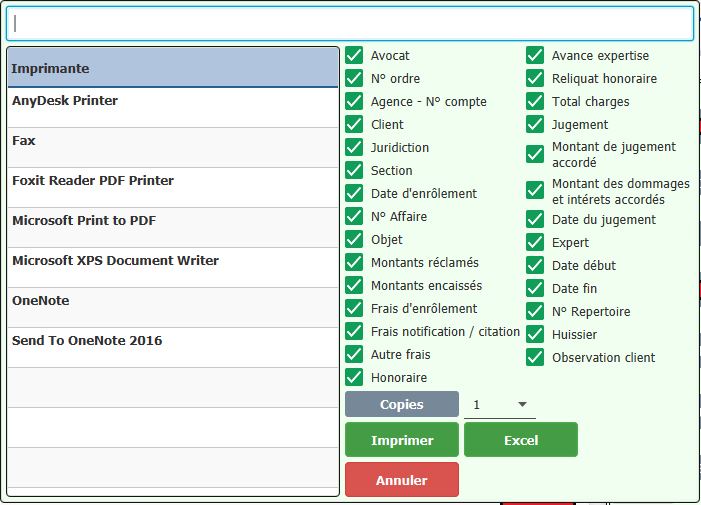 Imprimante
AnyDesk Printer
Fax
Foxit Reader PDF Printer
Microsoft Print to PDF
Microsoft XPS Document Writer
OneNote
Send To OneNote 2016
Avocat
N° ordre
Agence - N° compte
Client
Juridiction
Section
Date d'enrôlement
N° Affaire
Objet
Montants réclamés
Montants encaissés
Frais d'enrôlement
Frais notification / citation
Autre frais
Honoraire
Avance expertise
Reliquat honoraire
Total charges
Jugement
Montant de jugement
accordé
Montant des dommages
et intérets accordés
Date du jugement
Expert
Date début
Date fin
N° Repertoire
Huissier
Observation client
Copies
1
Imprimer
Excel
Annuler